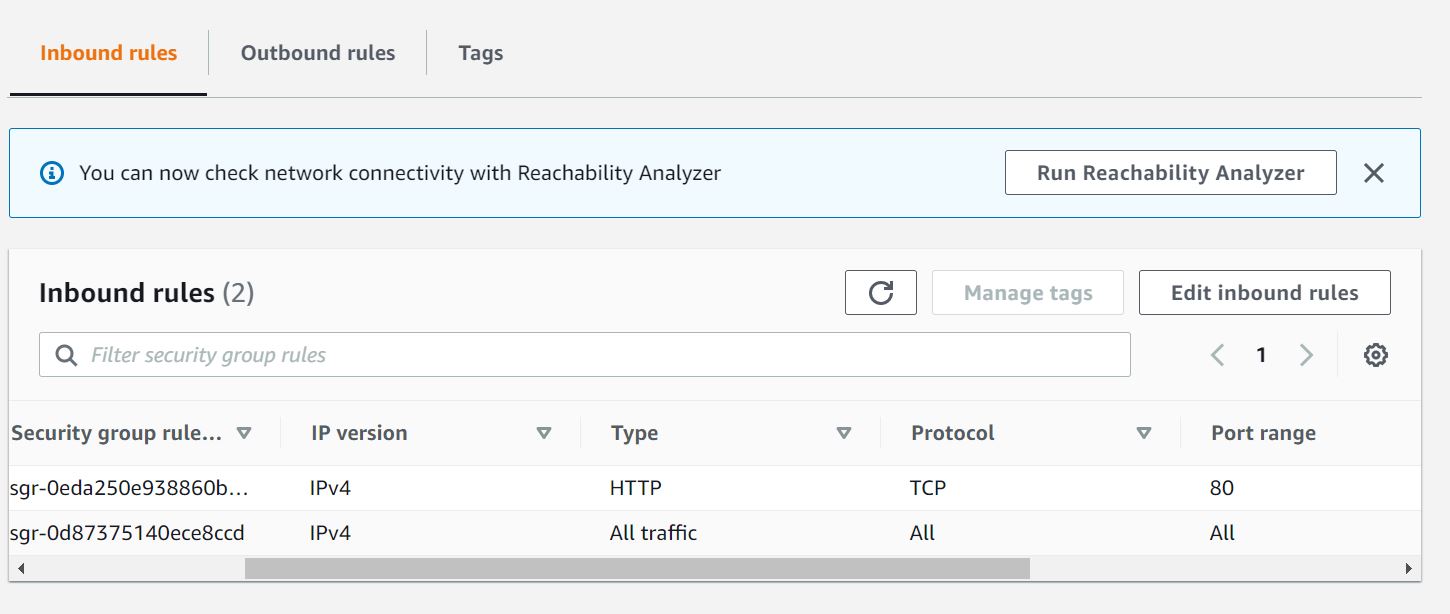 Inbound rules Outbound rules Tags
You can now check network connectivity with Reachability Analyzer Run Reachability Analyzer
Inbound rules (2) Manage tags Edit inbound rules
Filter security group rules 1
Security group rule... IP version Type Protocol Port range
sgr-0eda250e938860b... IPv4 HTTP TCP 80
sgr-0d87375140ece8ccd IPv4 All traffic All All